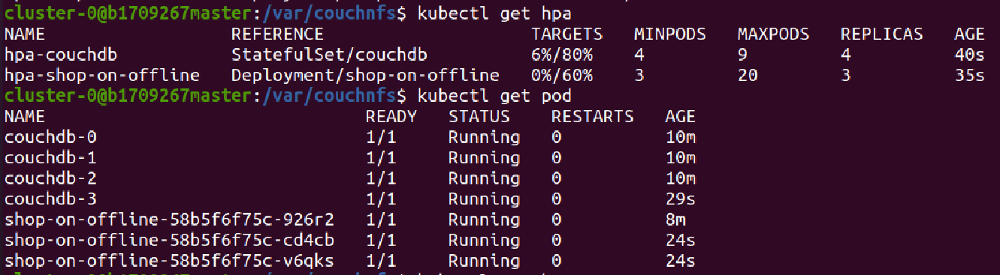 cluster-0@b1709267master:/var/couchnfs$ kubectl get hpa
NAME REFERENCE TARGETS MINPODS MAXPODS REPLICAS AGE
hpa-couchdb StatefulSet/couchdb 6%/80% 4 9 4 40s
hpa-shop-on-offline Deployment/shop-on-offline 0%/60% 3 20 3 35s
cluster-0@b1709267master:/var/couchnfs$ kubectl get pod
NAME READY STATUS RESTARTS AGE
couchdb-0 1/1 Running 0 10m
couchdb-1 1/1 Running 0 10m
couchdb-2 1/1 Running 0 10m
couchdb-3 1/1 Running 0 29s
shop-on-offline-58b5f6f75c-926r2 1/1 Running 0 8m
shop-on-offline-58b5f6f75c-cd4cb 1/1 Running 0 24s
shop-on-offline-58b5f6f75c-v6qks 1/1 Running 0 24s